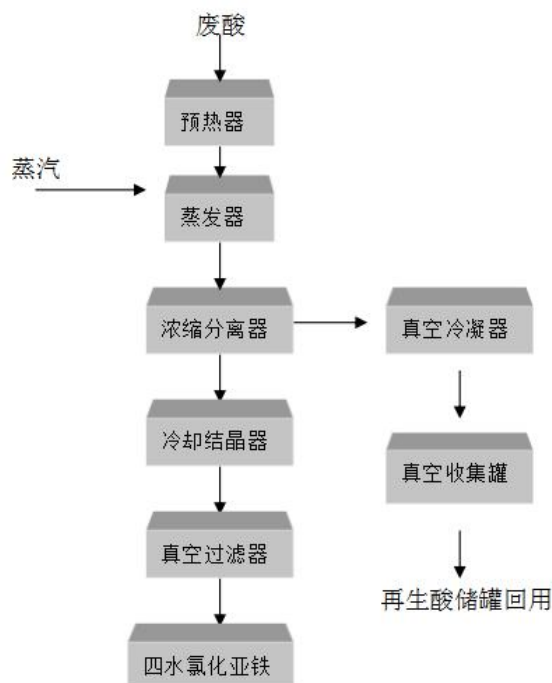 废酸
预热器
蒸汽
蒸发器
浓缩分离器
真空冷凝器
冷却结晶器
真空收集罐
真空过滤器
再生酸储罐回用
四水氯化亚铁